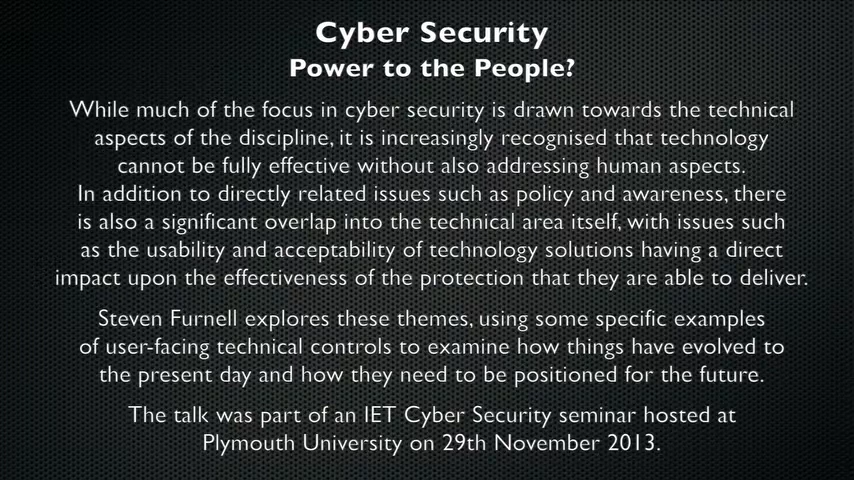 Cyber Security
Power to the People?
While much of the focus in cyber security is drawn towards the technical
aspects of the discipline, it is increasingly recognised that technology
cannot be fully effective without also addressing human aspects.
In addition to directly related issues such as policy and awareness, there
is also a significant overlap into the technical area itself, with issues such
as the usability and acceptability of technology solutions having a direct
impact upon the effectiveness of the protection that they are able to deliver.
Steven Furnell explores these themes, using some specific examples
of user-facing technical controls to examine how things have evolved to
the present day and how they need to be positioned for the future.
The talk was part of an IET Cyber Security seminar hosted at
Plymouth University on 29th November 2013.